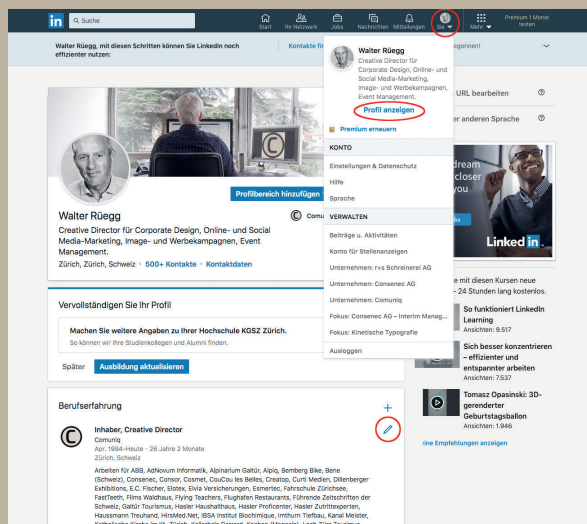 in Suche
Start Ihr Netzwerk Jobs Nachrichten Mitteilungen Sie Mehr Premium 1 Monat testen
Walter Rüegg, mit diesen Schritten können Sie LinkedIn noch
effizienter nutzen:
Kontakte
Walter Rüegg
Creative Director für
Corporate Design, Online- und
Social Media-Marketing,
Image- und Werbekampagnen,
Event Management.
Profil anzeigen
Premium erneuern
KONTO
Einstellungen & Datenschutz
Hilfe
Sprache
VERWALTEN
Beiträge u. Aktivitäten
Konto für Stellenanzeigen
Unternehmen: r+s Schreinerei AG
Unternehmen: Consenec AG
Unternehmen: Comuniq
Fokus: Consenec AG – Interim Manag...
Fokus: Kinetische Typografie
Ausloggen
URL bearbeiten
er anderen Sprache
Profilbereich hinzufügen
Walter Rüegg
Creative Director für Corporate Design, Online- und Social
Media-Marketing, Image- und Werbekampagnen, Event
Management.
Zürich, Zürich, Schweiz · 500+ Kontakte · Kontaktdaten
Linked in
Vervollständigen Sie Ihr Profil
Machen Sie weitere Angaben zu Ihrer Hochschule KGSZ Zürich.
So können wir Ihre Studienkollegen und Alumni finden.
Später Ausbildung aktualisieren
e mit diesen Kursen neue
– 24 Stunden lang kostenlos.
So funktioniert LinkedIn
Learning
Ansichten: 9.517
Sich besser konzentrieren
– effizienter und
entspannter arbeiten
Ansichten: 7.537
Tomasz Opasinski: 3D-
gerenderter
Geburtstagsballon
Ansichten: 1.946
ine Empfehlungen anzeigen
Berufserfahrung
Inhaber, Creative Director
Comuniq
Apr. 1994–Heute · 26 Jahre 2 Monate
Zürich, Schweiz
Arbeiten für ABB, AdNovum Informatik, Alpinarium Galtür, Alpiq, Bemberg Bike, Bene
(Schweiz), Consenec, Consor, Cosmet, CouCou les Belles, Creatop, Curti Medien, Dillenberger
Exhibitions, E.C. Fischer, Elotex, Elvia Versicherungen, Esmertec, Fahrschule Zürichsee,
FastTeeth, Flims Waldhaus, Flying Teachers, Flughafen Restaurants, Führende Zeitschriften der
Schweiz, Galtür Tourismus, Hasler Haushalthaus, Hasler Proficenter, Hasler Zutrittexperten,
Haussmann Treuhand, HirsMed.Net, IBSA Institut Biochimique, Imthurn Tiefbau, Kanal Meister,